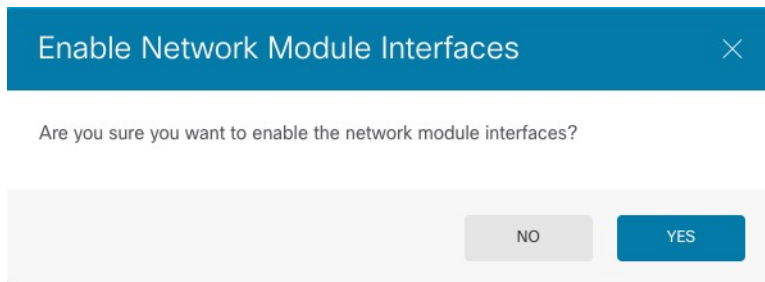 Enable Network Module Interfaces
Are you sure you want to enable the network module interfaces?
NO YES